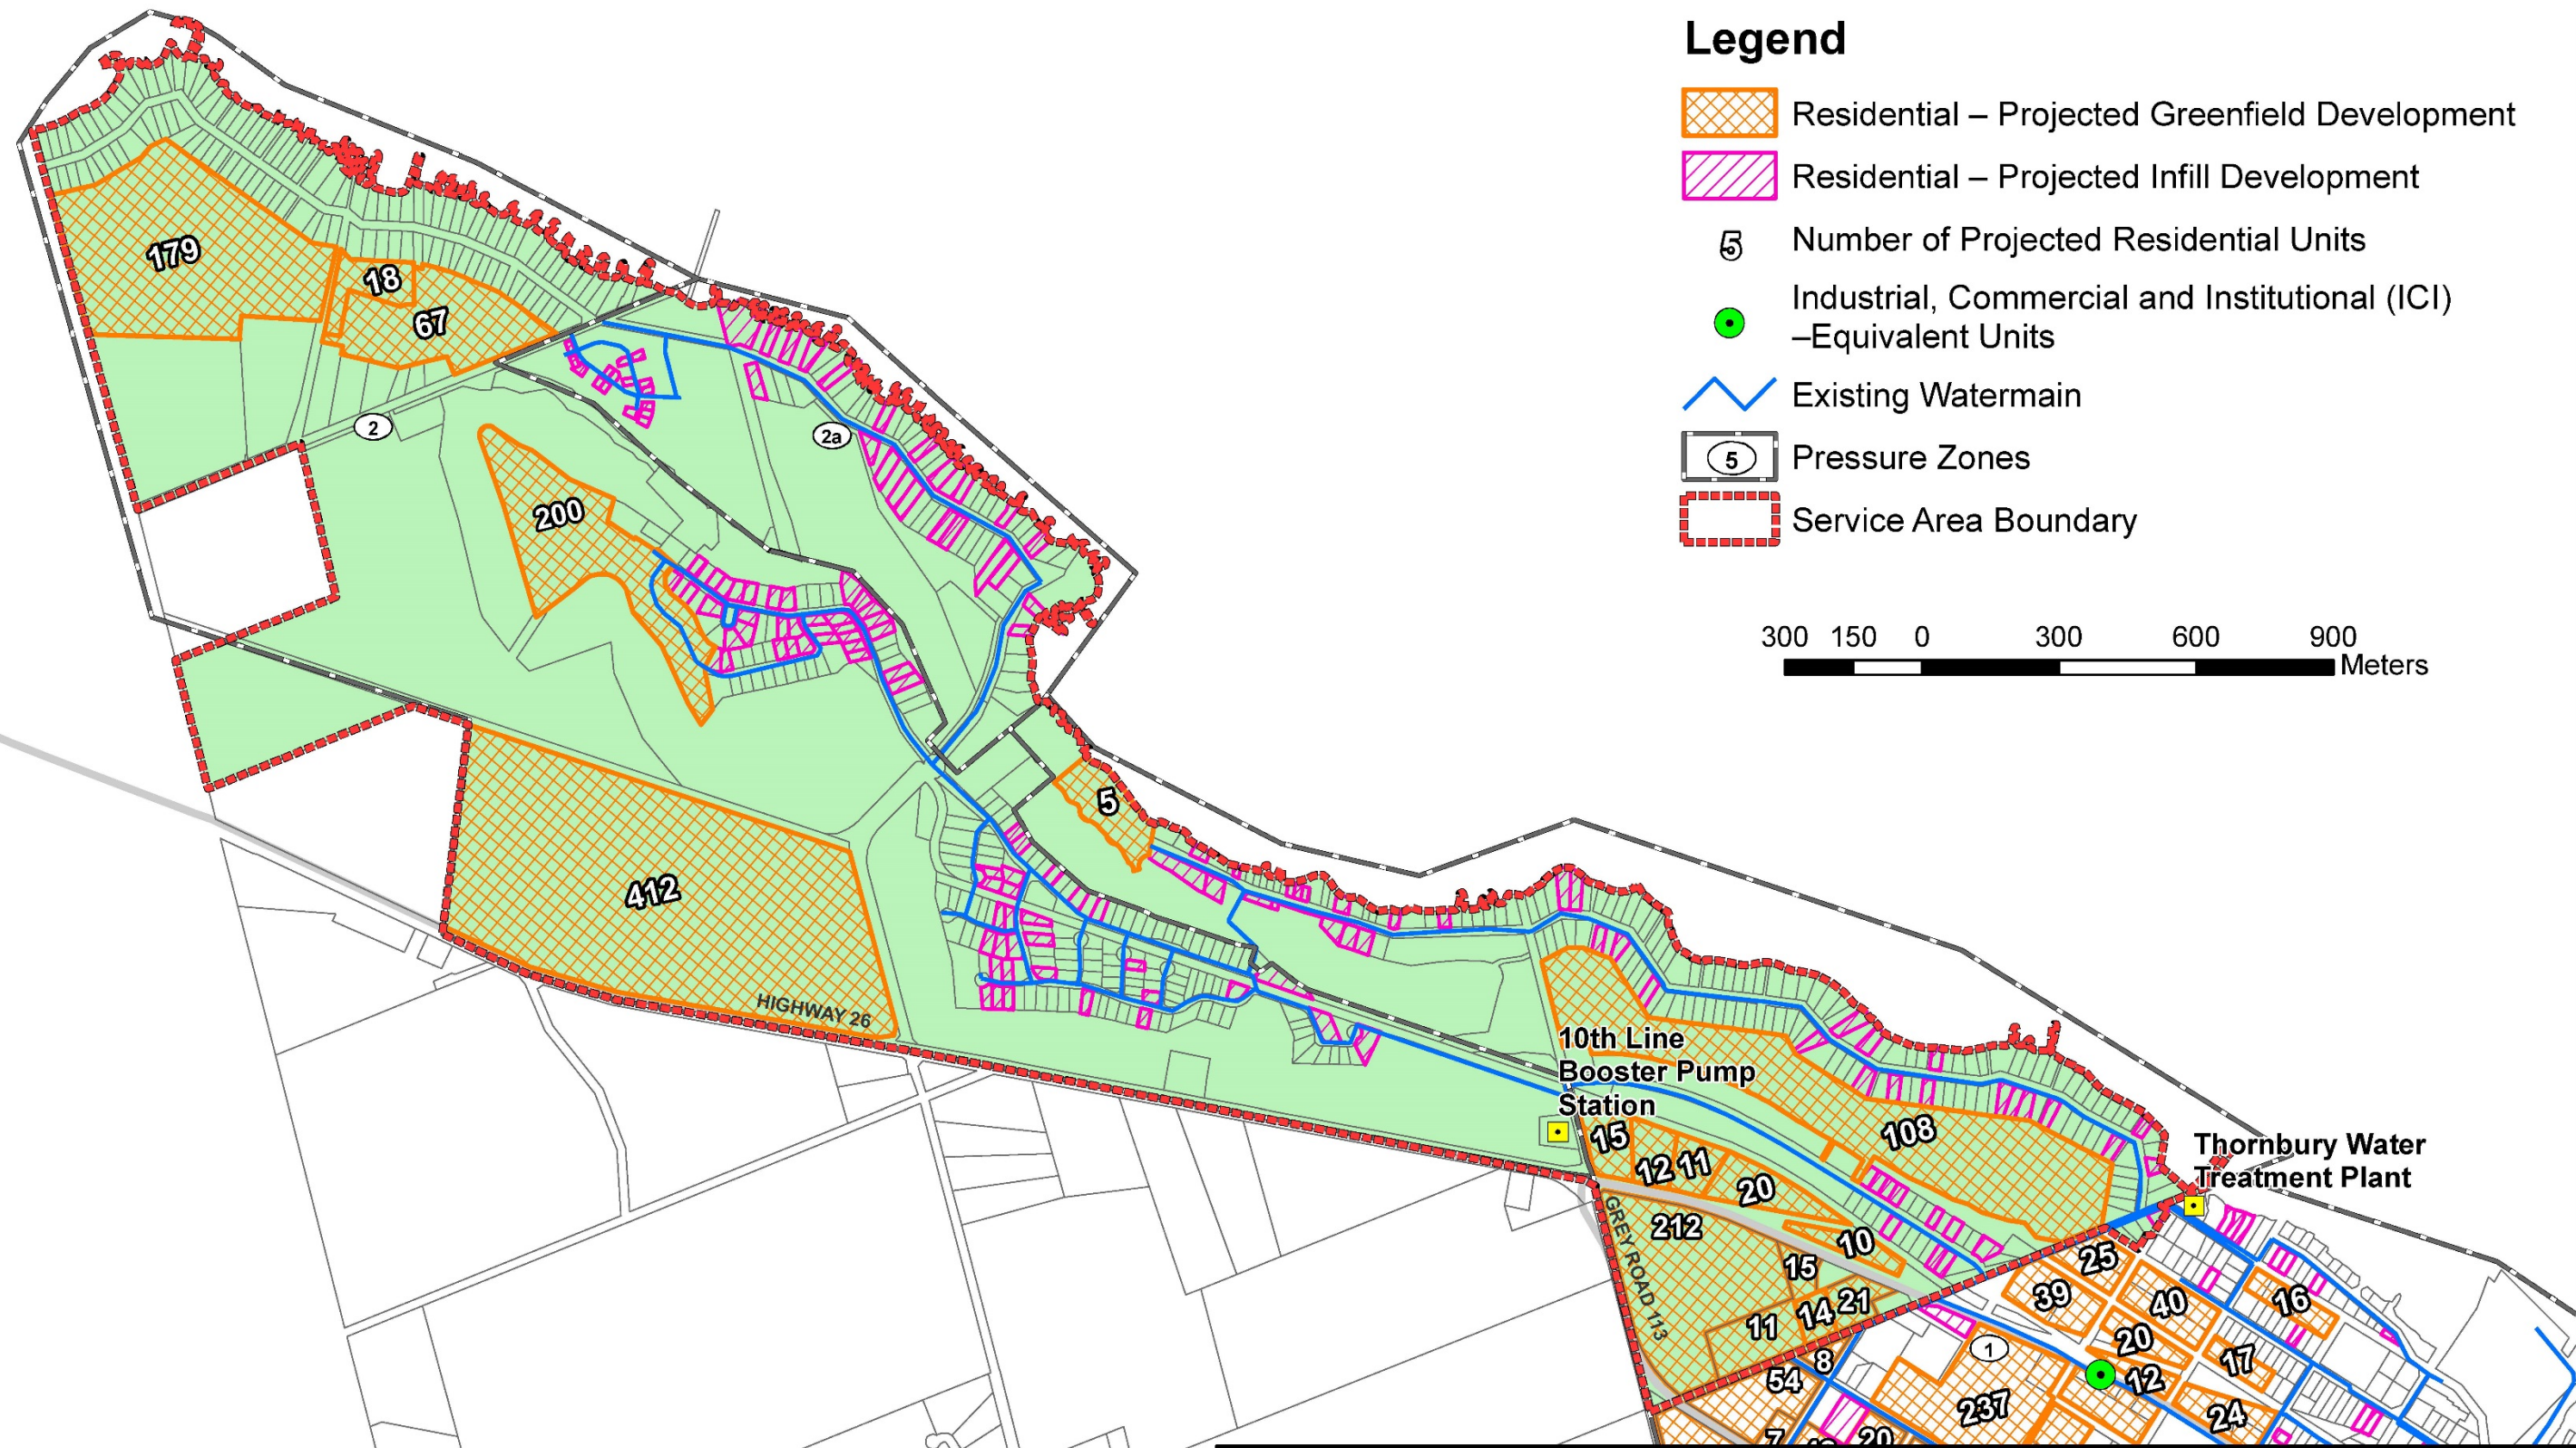 Legend
Residential – Projected Greenfield Development
Residential – Projected Infill Development
5
Number of Projected Residential Units
Industrial, Commercial and Institutional (ICI)
–Equivalent Units
Existing Watermain
5
Pressure Zones
Service Area Boundary
300 150 0 300 600 900
Meters
179
18
67
2
2a
200
5
412
HIGHWAY 26
10th Line
Booster Pump
Station
15
12
11
20
108
Thornbury Water
Treatment Plant
212
GREY ROAD 113
10
15
25
39
40
16
21
14
11
20
1
8
17
54
12
237
24
7
20